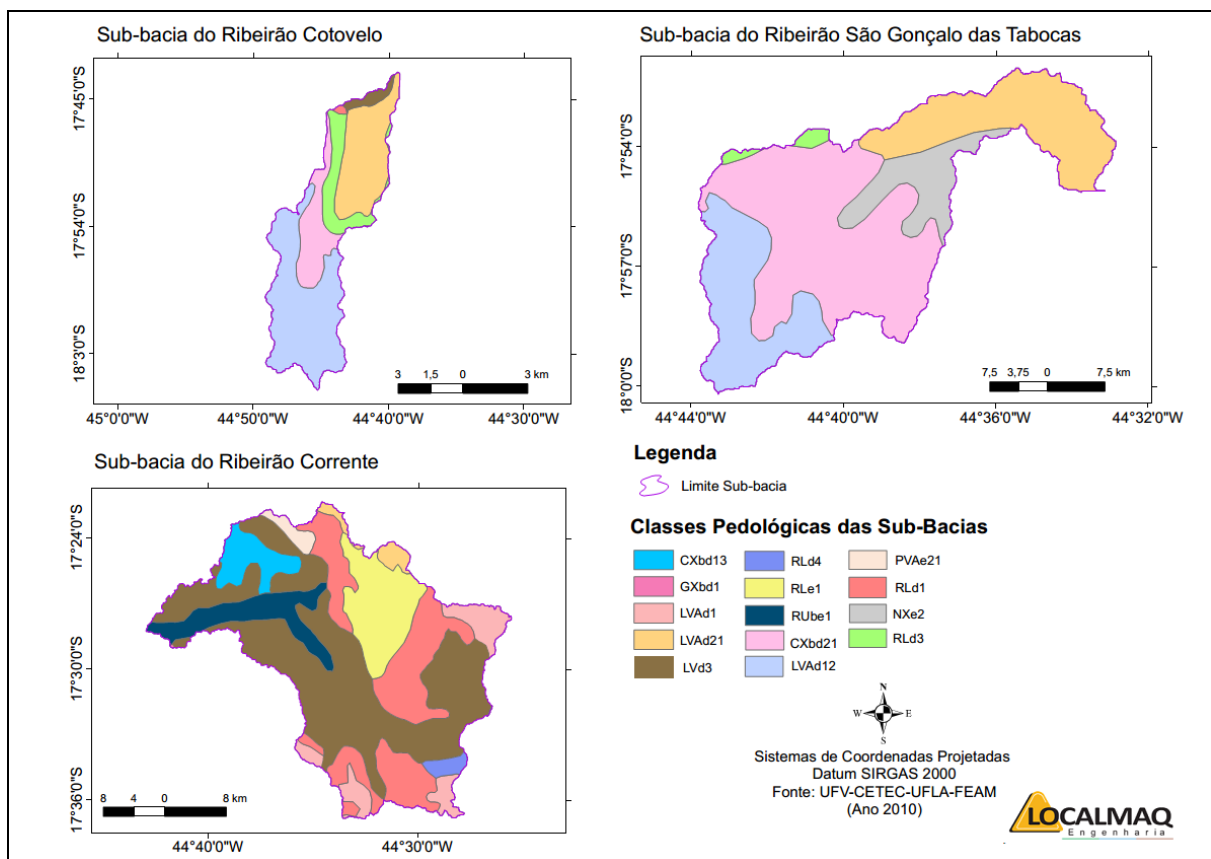 Sub-bacia do Ribeirão Cotovelo
17°45'0"S
17°54'0"S
18°3'0"S
3 1,5 0 3 km
45°0'0"W 44°50'0"W 44°40'0"W 44°30'0"W
Sub-bacia do Ribeirão São Gonçalo das Tabocas
17°54'0"S
17°57'0"S
18°0'0"S
7,5 3,75 0 7,5 km
44°44'0"W 44°40'0"W 44°36'0"W 44°32'0"W
Sub-bacia do Ribeirão Corrente
17°24'0"S
17°30'0"S
17°36'0"S
8 4 0 8 km
44°40'0"W 44°30'0"W
Legenda
Limite Sub-bacia
Classes Pedológicas das Sub-Bacias
CXbd13 RLd4 PVAe21
GXbd1 RLe1 RLd1
LVAd1 RUbe1 NXe2
LVAd21 CXbd21 RLd3
LVd3 LVAd12
N
W E
S
Sistemas de Coordenadas Projetadas
Datum SIRGAS 2000
Fonte: UFV-CETEC-UFLA-FEAM
(Ano 2010)
LOCALMAQ
Engenharia